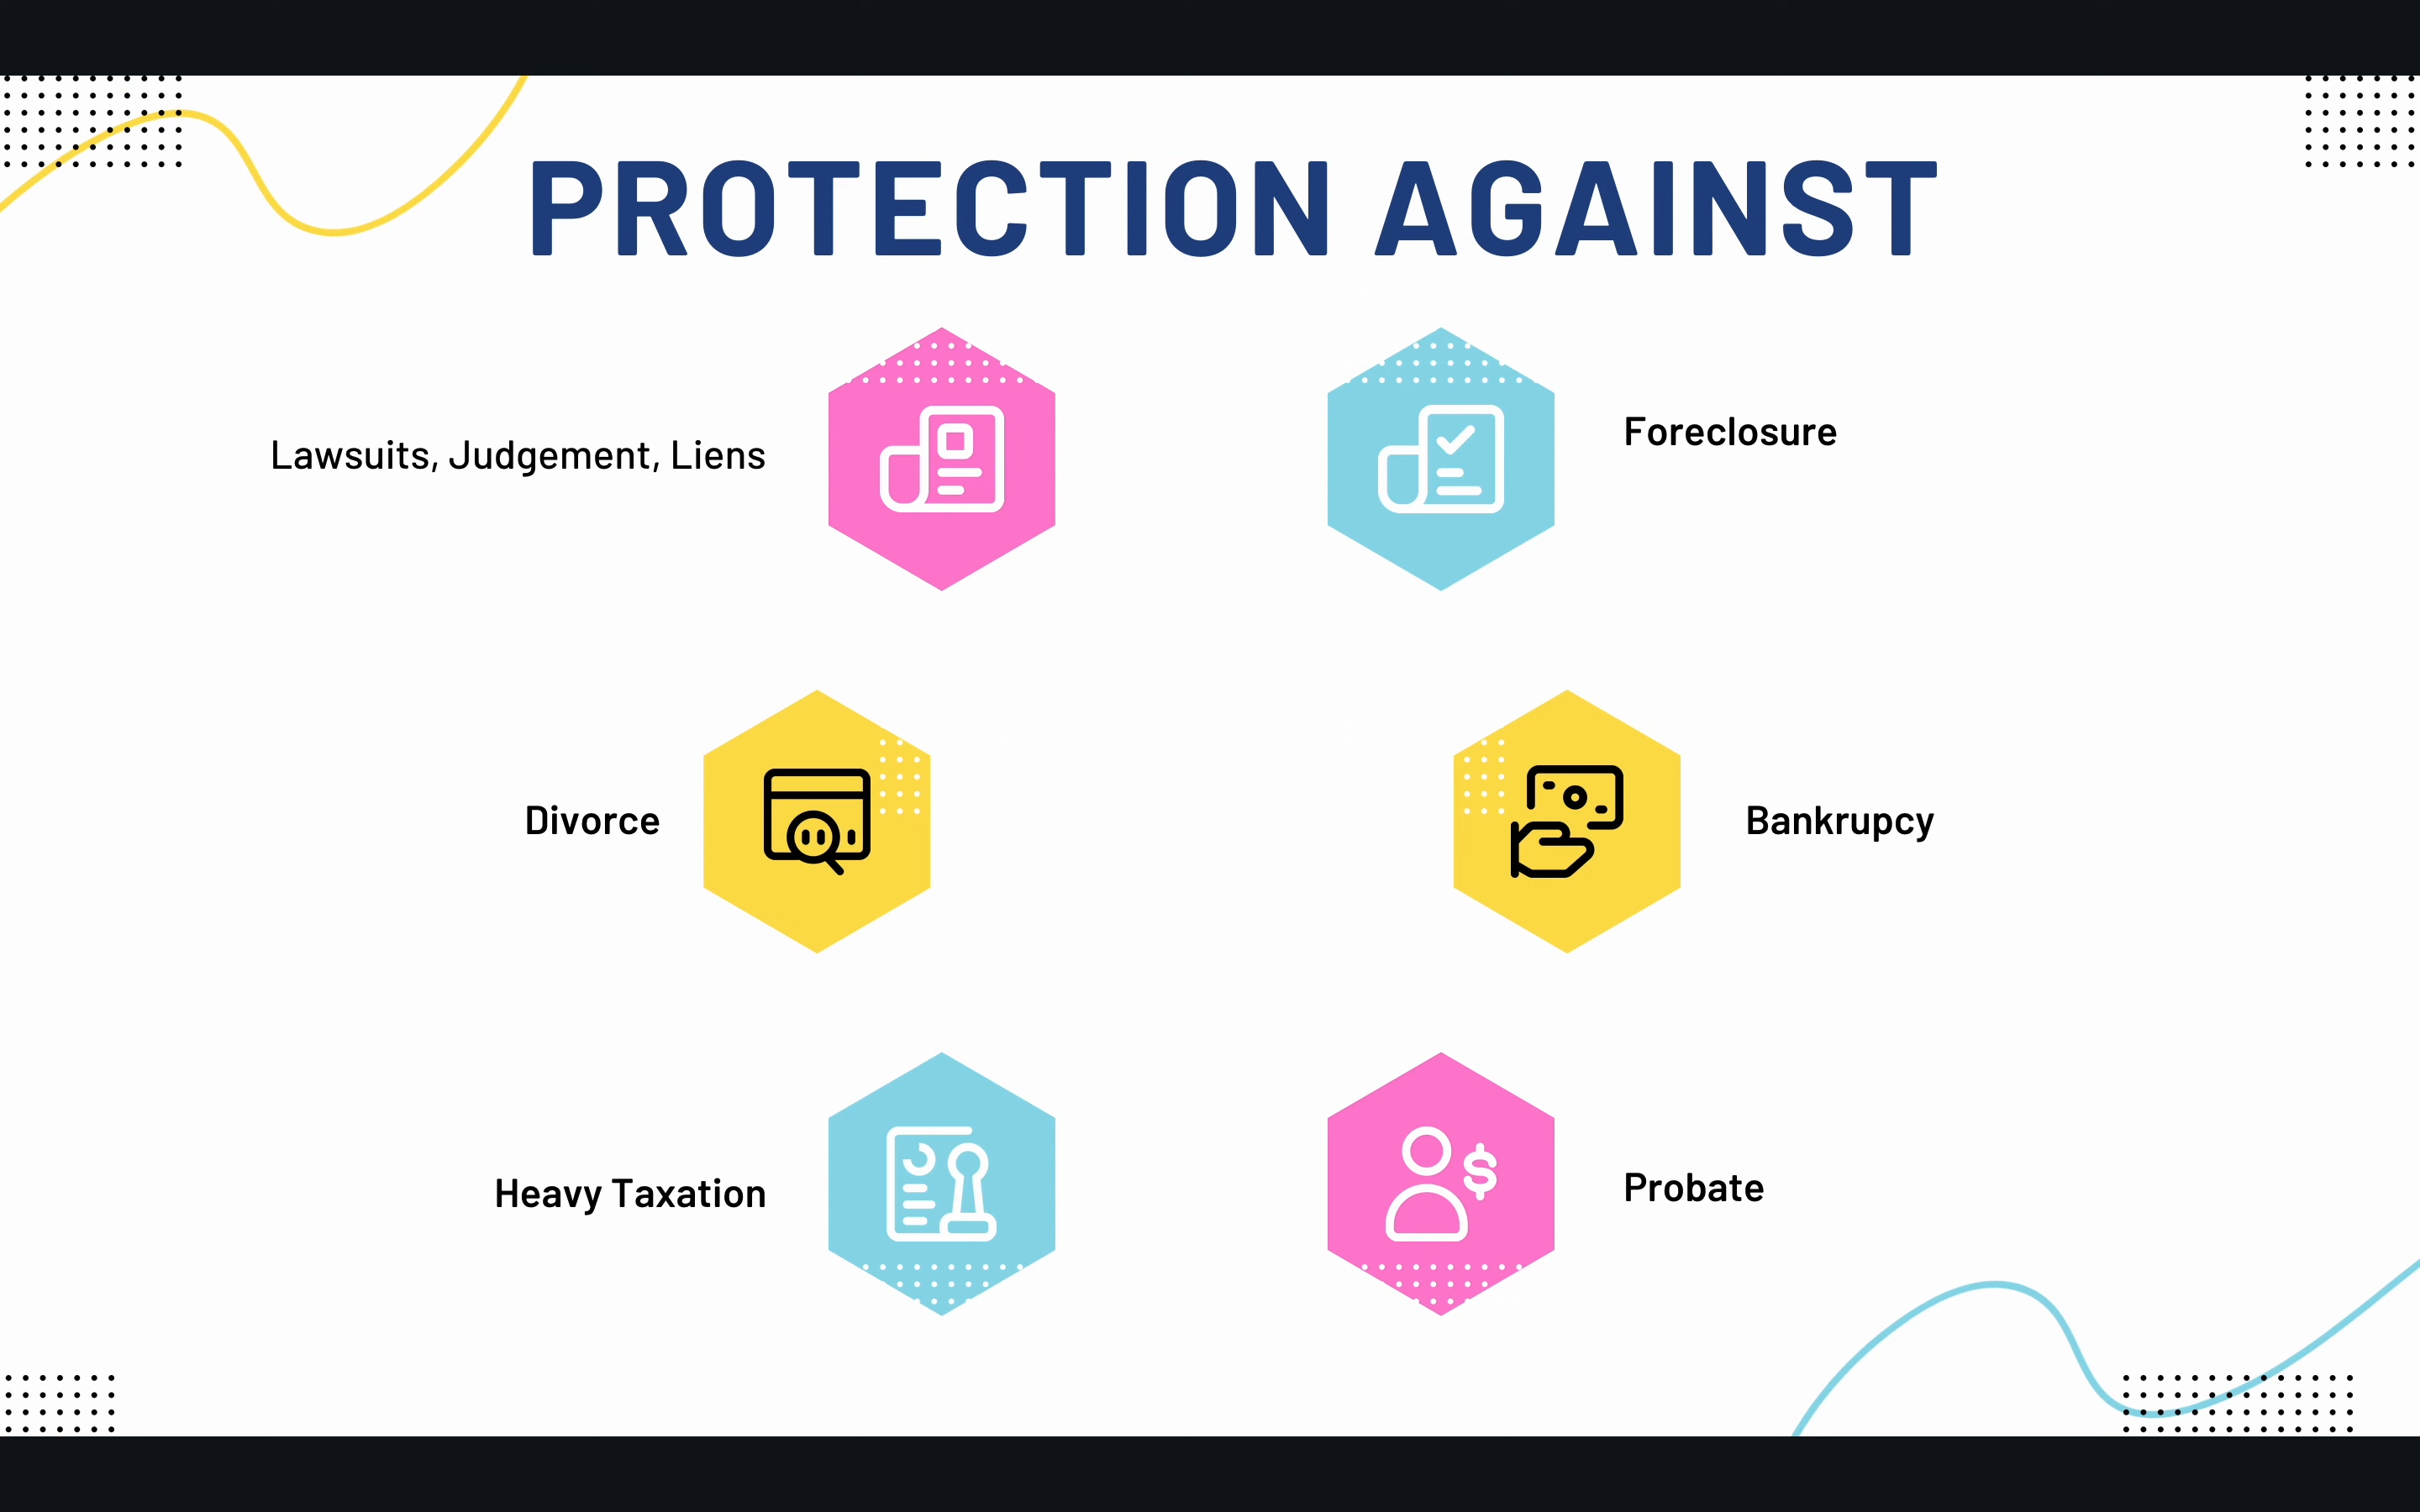 PROTECTION AGAINST
Lawsuits, Judgement, Liens
Foreclosure
Divorce
Bankrupcy
Heavy Taxation
Probate